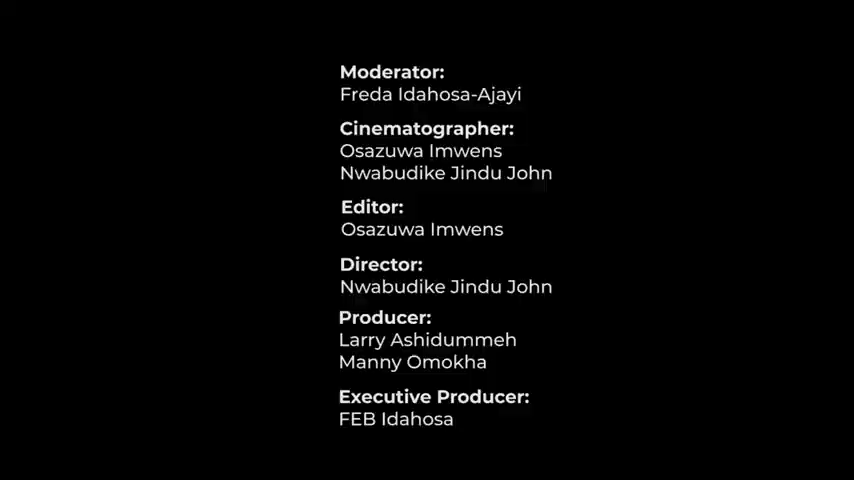 Moderator:
Freda Idahosa-Ajayi
Cinematographer:
Osazuwa Imwens
Nwabudike Jindu John
Editor:
Osazuwa Imwens
Director:
Nwabudike Jindu John
Producer:
Larry Ashidummeh
Manny Omokha
Executive Producer:
FEB Idahosa